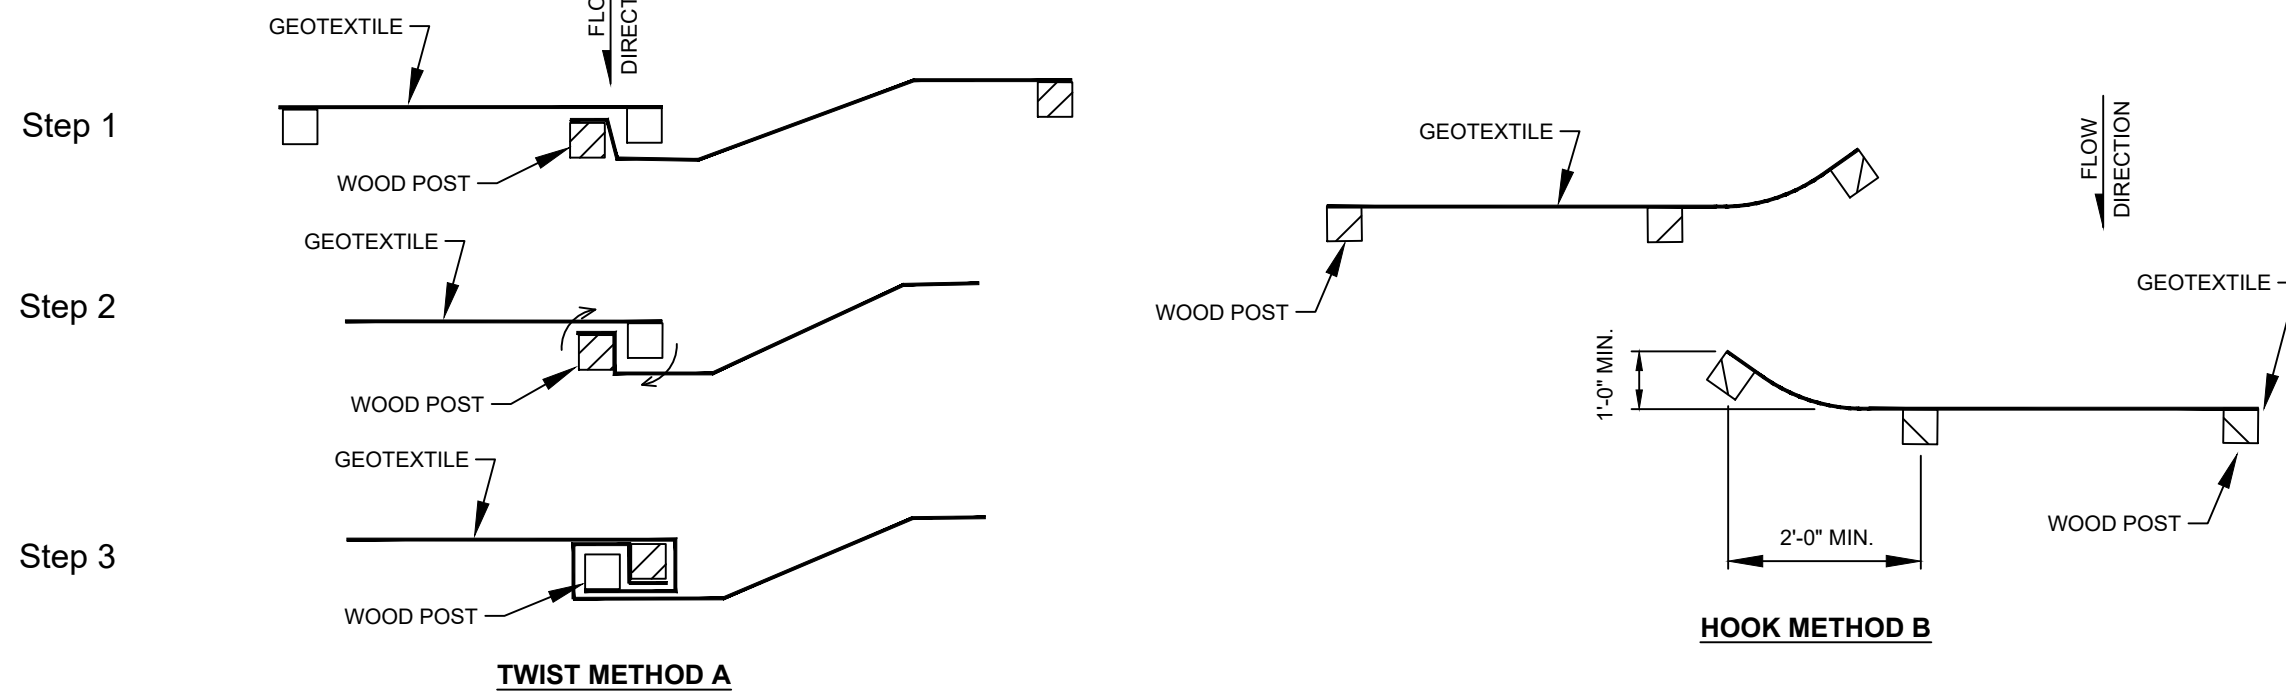 GEOTEXTILE
DIRECT
Step 1
WOOD POST
GEOTEXTILE
Step 2
WOOD POST
GEOTEXTILE
Step 3
WOOD POST
TWIST METHOD A
GEOTEXTILE
FLOW
DIRECTION
WOOD POST
GEOTEXTILE
1'-0" MIN.
WOOD POST
2'-0" MIN.
HOOK METHOD B